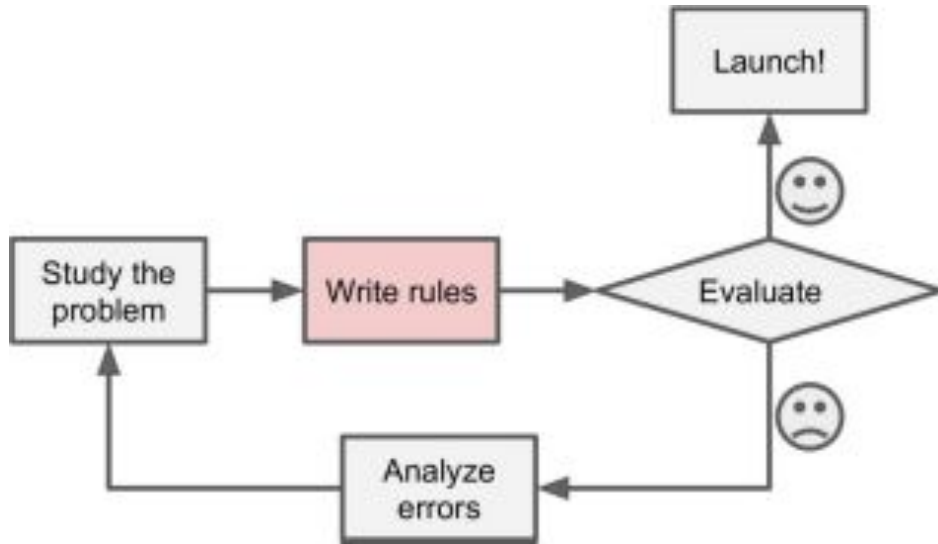 Launch!
Study the
problem
Write rules
Evaluate
Analyze
errors